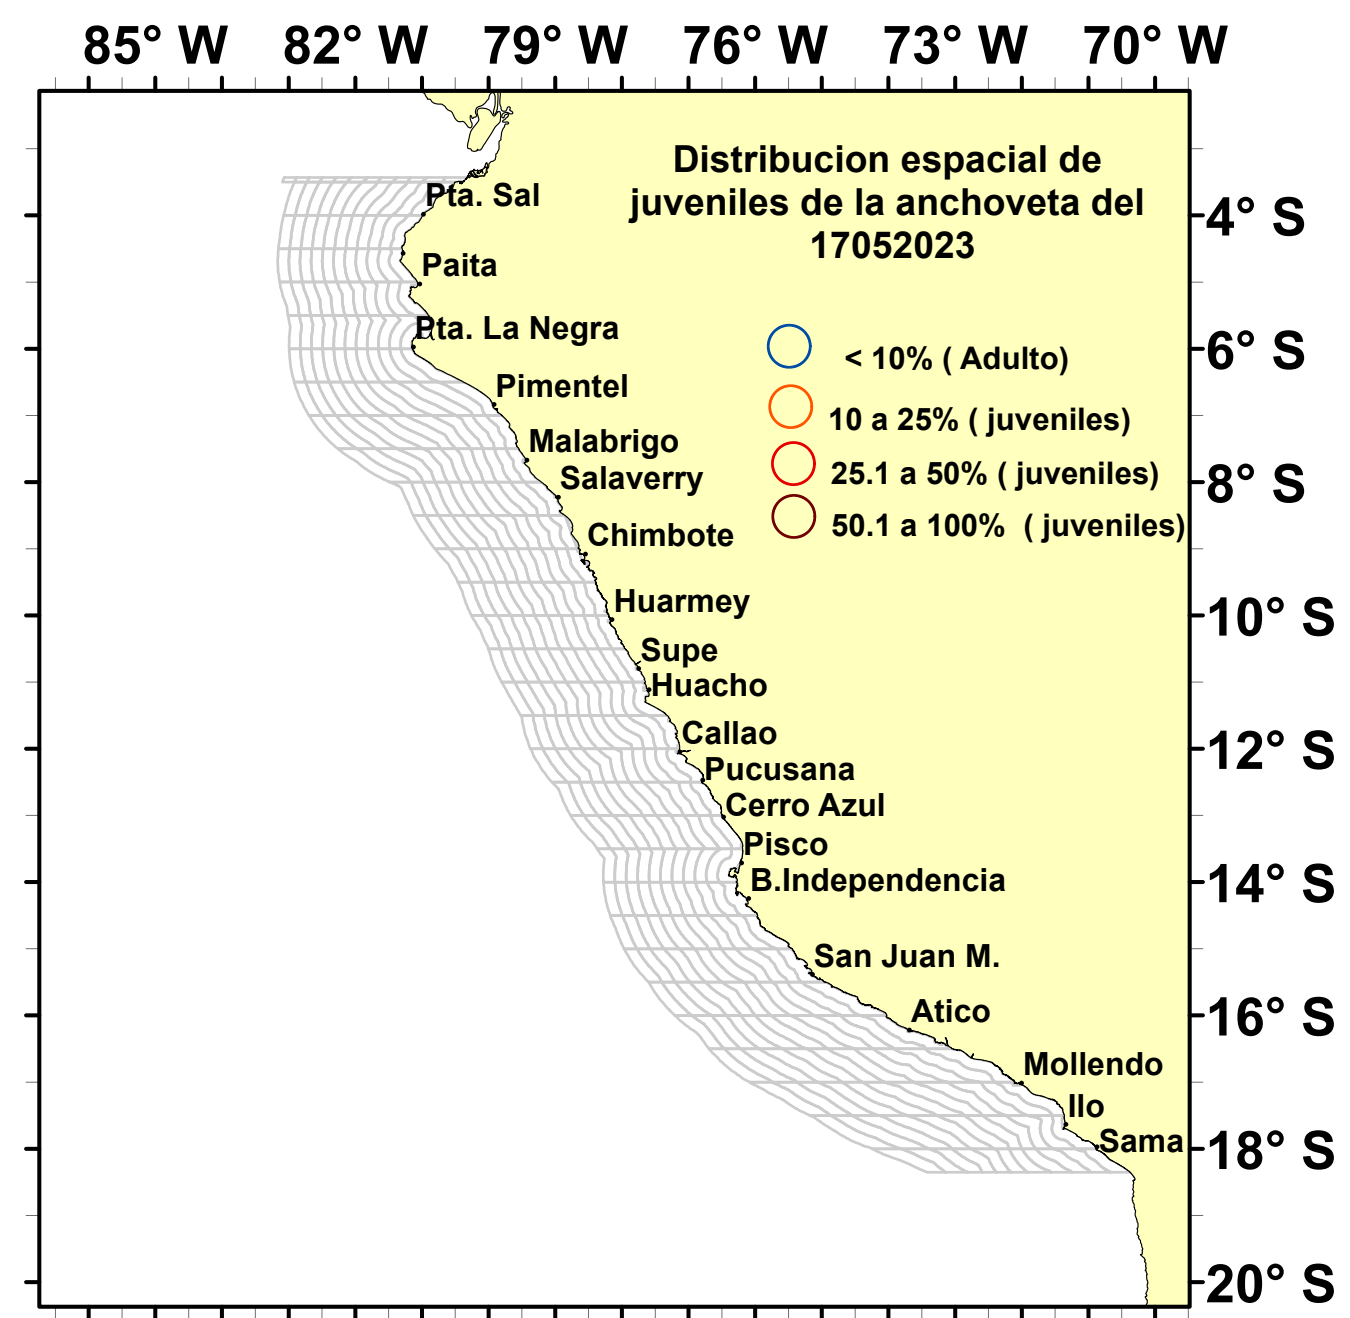 85° W 82° W 79° W 76° W 73° W 70° W
Distribucion espacial de
juveniles de la anchoveta del
17052023
Pta. Sal
4° S
Paita
Pta. La Negra
6° S
< 10% ( Adulto)
Pimentel
10 a 25% ( juveniles)
Malabrigo
25.1 a 50% ( juveniles)
Salaverry
8° S
50.1 a 100% ( juveniles)
Chimbote
Huarmey
10° S
Supe
Huacho
Callao
12° S
Pucusana
Cerro Azul
Pisco
B.Independencia
14° S
San Juan M.
Atico
16° S
Mollendo
Ilo
Sama
18° S
20° S